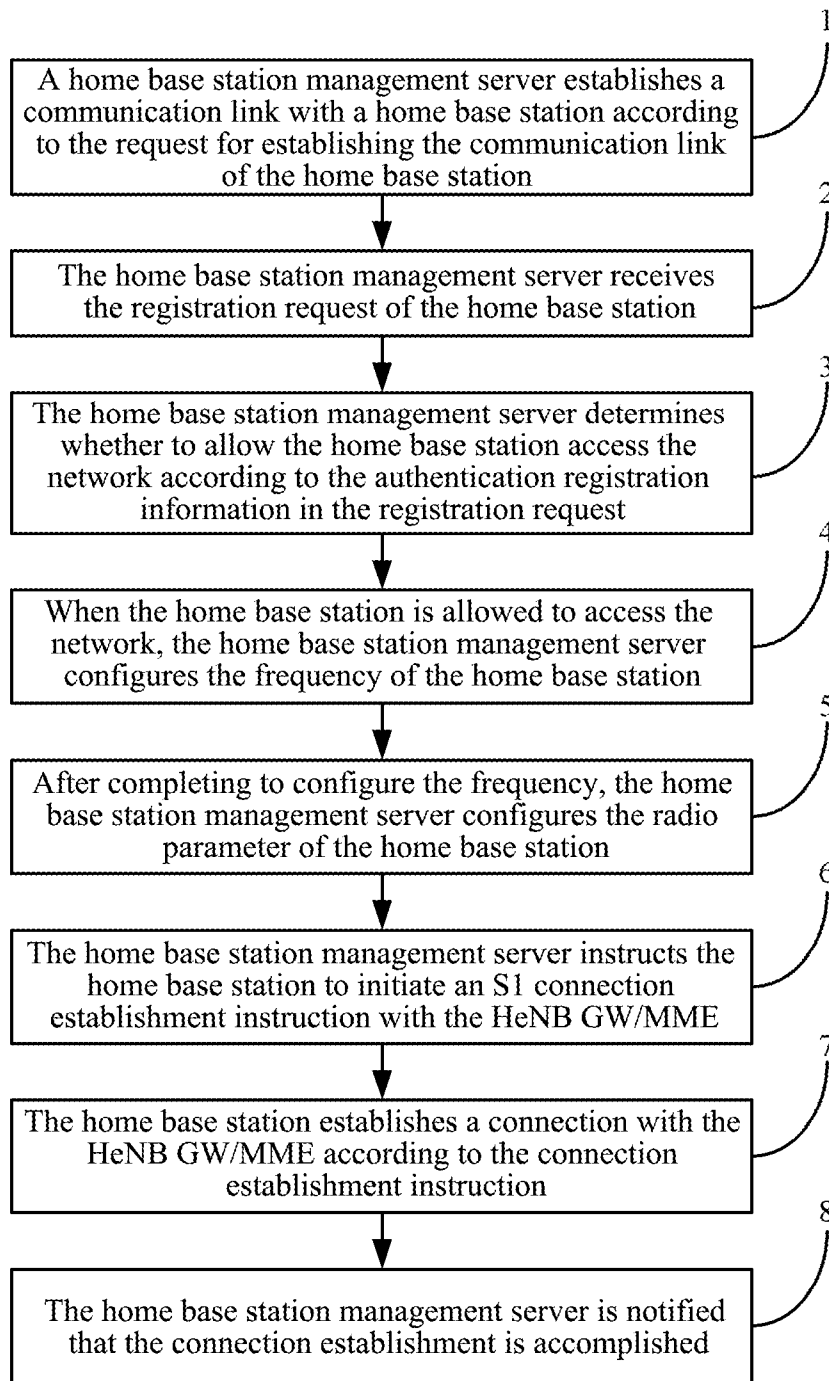 1
A home base station management server establishes a
communication link with a home base station according
to the request for establishing the communication link
of the home base station
2
The home base station management server receives
the registration request of the home base station
3
The home base station management server determines
whether to allow the home base station access the
network according to the authentication registration
information in the registration request
4
When the home base station is allowed to access the
network, the home base station management server
configures the frequency of the home base station
5
After completing to configure the frequency, the home
base station management server configures the radio
parameter of the home base station
6
The home base station management server instructs the
home base station to initiate an S1 connection
establishment instruction with the HeNB GW/MME
7
The home base station establishes a connection with the
HeNB GW/MME according to the connection
establishment instruction
8
The home base station management server is notified
that the connection establishment is accomplished